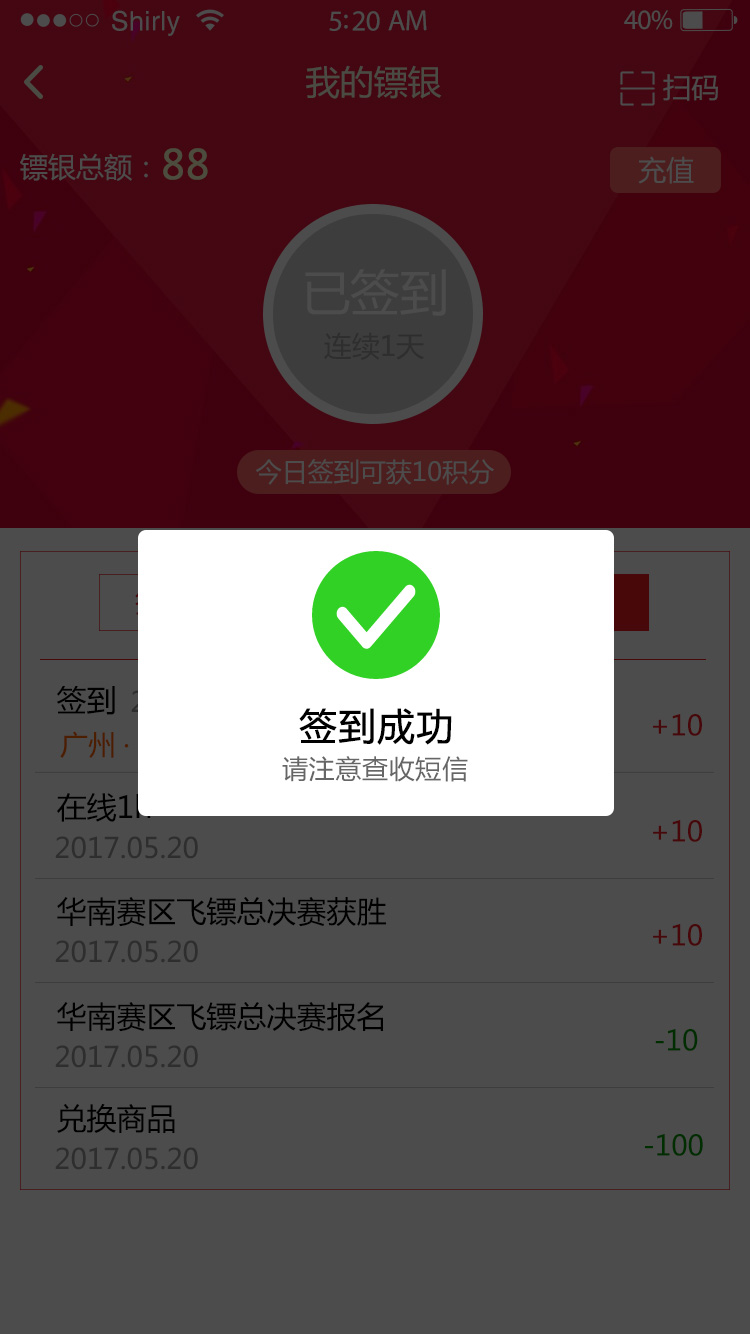 Shirly 5:20 AM 40%
我的镖银 扫码
镖银总额：88 充值
已签到
连续1天
今日签到可获10积分
签到成功
请注意查收短信
签到
广州 · +10
在线1h
2017.05.20 +10
华南赛区飞镖总决赛获胜
2017.05.20 +10
华南赛区飞镖总决赛报名
2017.05.20 -10
兑换商品
2017.05.20 -100